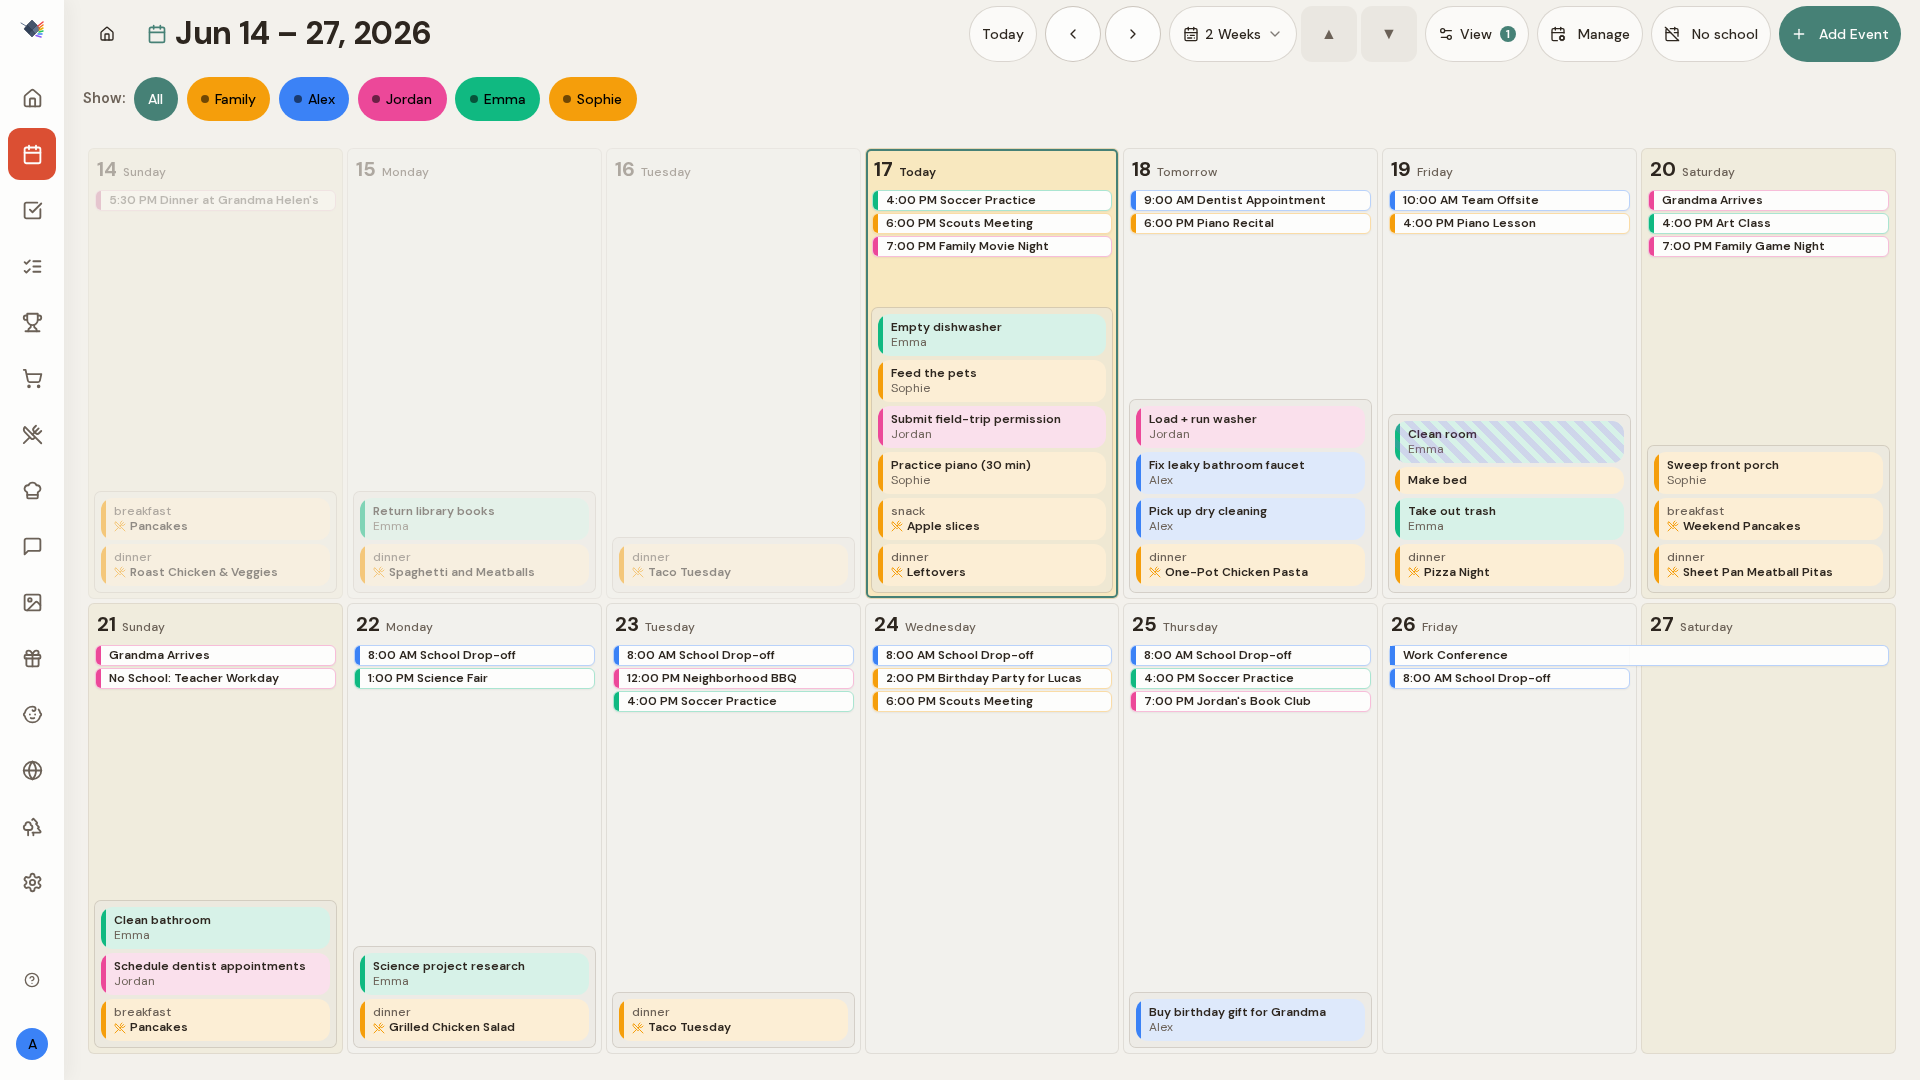 Jun 14 – 27, 2026
Today
2 Weeks
▲
▼
View 1
Manage
No school
Add Event
Show:
All
Family
Alex
Jordan
Emma
Sophie
14 Sunday
5:30 PM Dinner at Grandma Helen's
breakfast
Pancakes
dinner
Roast Chicken & Veggies
15 Monday
Return library books
Emma
dinner
Spaghetti and Meatballs
16 Tuesday
dinner
Taco Tuesday
17 Today
4:00 PM Soccer Practice
6:00 PM Scouts Meeting
7:00 PM Family Movie Night
Empty dishwasher
Emma
Feed the pets
Sophie
Submit field-trip permission
Jordan
Practice piano (30 min)
Sophie
snack
Apple slices
dinner
Leftovers
18 Tomorrow
9:00 AM Dentist Appointment
6:00 PM Piano Recital
Load + run washer
Jordan
Fix leaky bathroom faucet
Alex
Pick up dry cleaning
Alex
dinner
One-Pot Chicken Pasta
19 Friday
10:00 AM Team Offsite
4:00 PM Piano Lesson
Clean room
Emma
Make bed
Take out trash
Emma
dinner
Pizza Night
20 Saturday
Grandma Arrives
4:00 PM Art Class
7:00 PM Family Game Night
Sweep front porch
Sophie
breakfast
Weekend Pancakes
dinner
Sheet Pan Meatball Pitas
21 Sunday
Grandma Arrives
No School: Teacher Workday
Clean bathroom
Emma
Schedule dentist appointments
Jordan
breakfast
Pancakes
22 Monday
8:00 AM School Drop-off
1:00 PM Science Fair
Science project research
Emma
dinner
Grilled Chicken Salad
23 Tuesday
8:00 AM School Drop-off
12:00 PM Neighborhood BBQ
4:00 PM Soccer Practice
dinner
Taco Tuesday
24 Wednesday
8:00 AM School Drop-off
2:00 PM Birthday Party for Lucas
6:00 PM Scouts Meeting
25 Thursday
8:00 AM School Drop-off
4:00 PM Soccer Practice
7:00 PM Jordan's Book Club
Buy birthday gift for Grandma
Alex
26 Friday
Work Conference
8:00 AM School Drop-off
27 Saturday
A